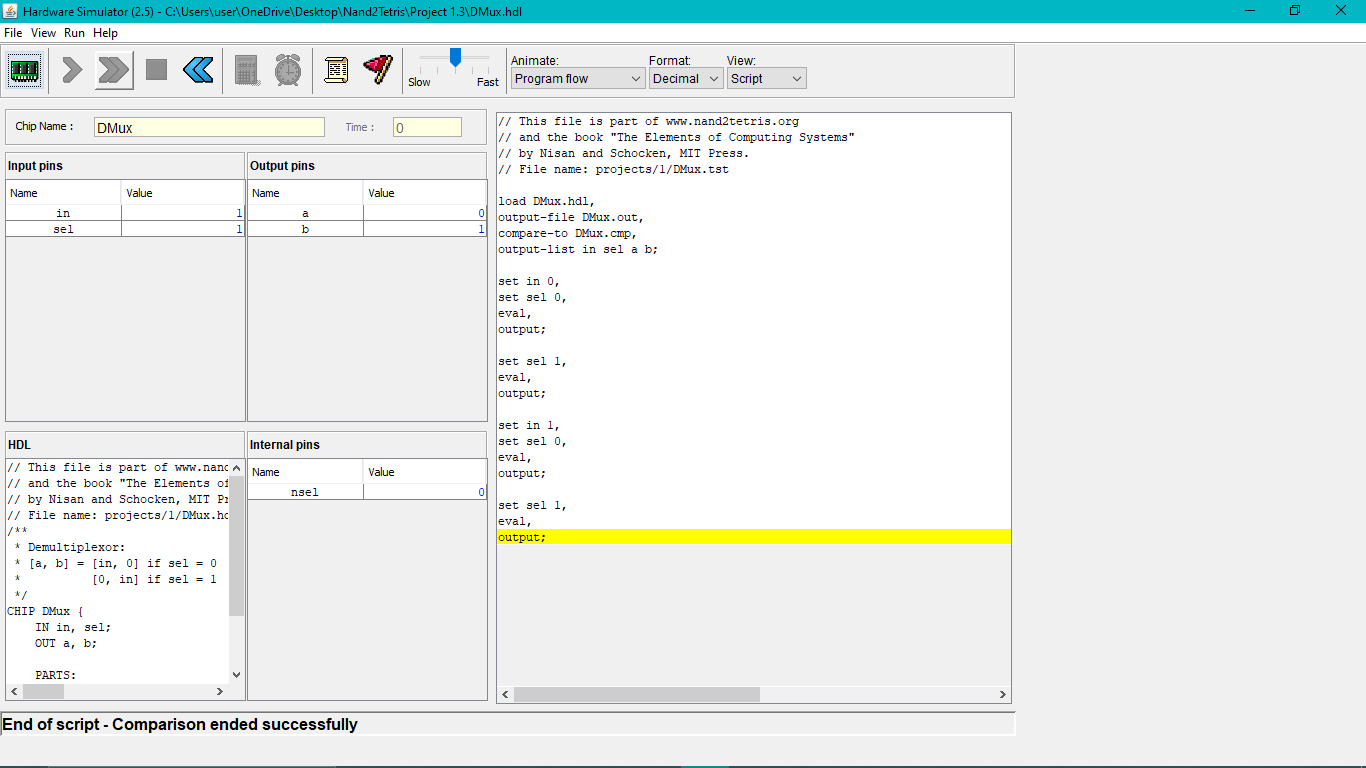 Hardware Simulator (2.5) - C:\Users\user\OneDrive\Desktop\Nand2Tetris\Project 1.3\DMux.hdl
File View Run Help
Slow Fast
Animate: Format: View:
Program flow Decimal Script
Chip Name : DMux Time : 0
Input pins
Name Value
in 1
sel 1
Output pins
Name Value
a 0
b 1
HDL
// This file is part of www.nand
// and the book "The Elements of
// by Nisan and Schocken, MIT Pr
// File name: projects/1/DMux.hd
/**
 * Demultiplexor:
 * [a, b] = [in, 0] if sel = 0
 *          [0, in] if sel = 1
 */
CHIP DMux {
    IN in, sel;
    OUT a, b;

    PARTS:
Internal pins
Name Value
nsel 0
// This file is part of www.nand2tetris.org
// and the book "The Elements of Computing Systems"
// by Nisan and Schocken, MIT Press.
// File name: projects/1/DMux.tst

load DMux.hdl,
output-file DMux.out,
compare-to DMux.cmp,
output-list in sel a b;

set in 0,
set sel 0,
eval,
output;

set sel 1,
eval,
output;

set in 1,
set sel 0,
eval,
output;

set sel 1,
eval,
output;
End of script - Comparison ended successfully